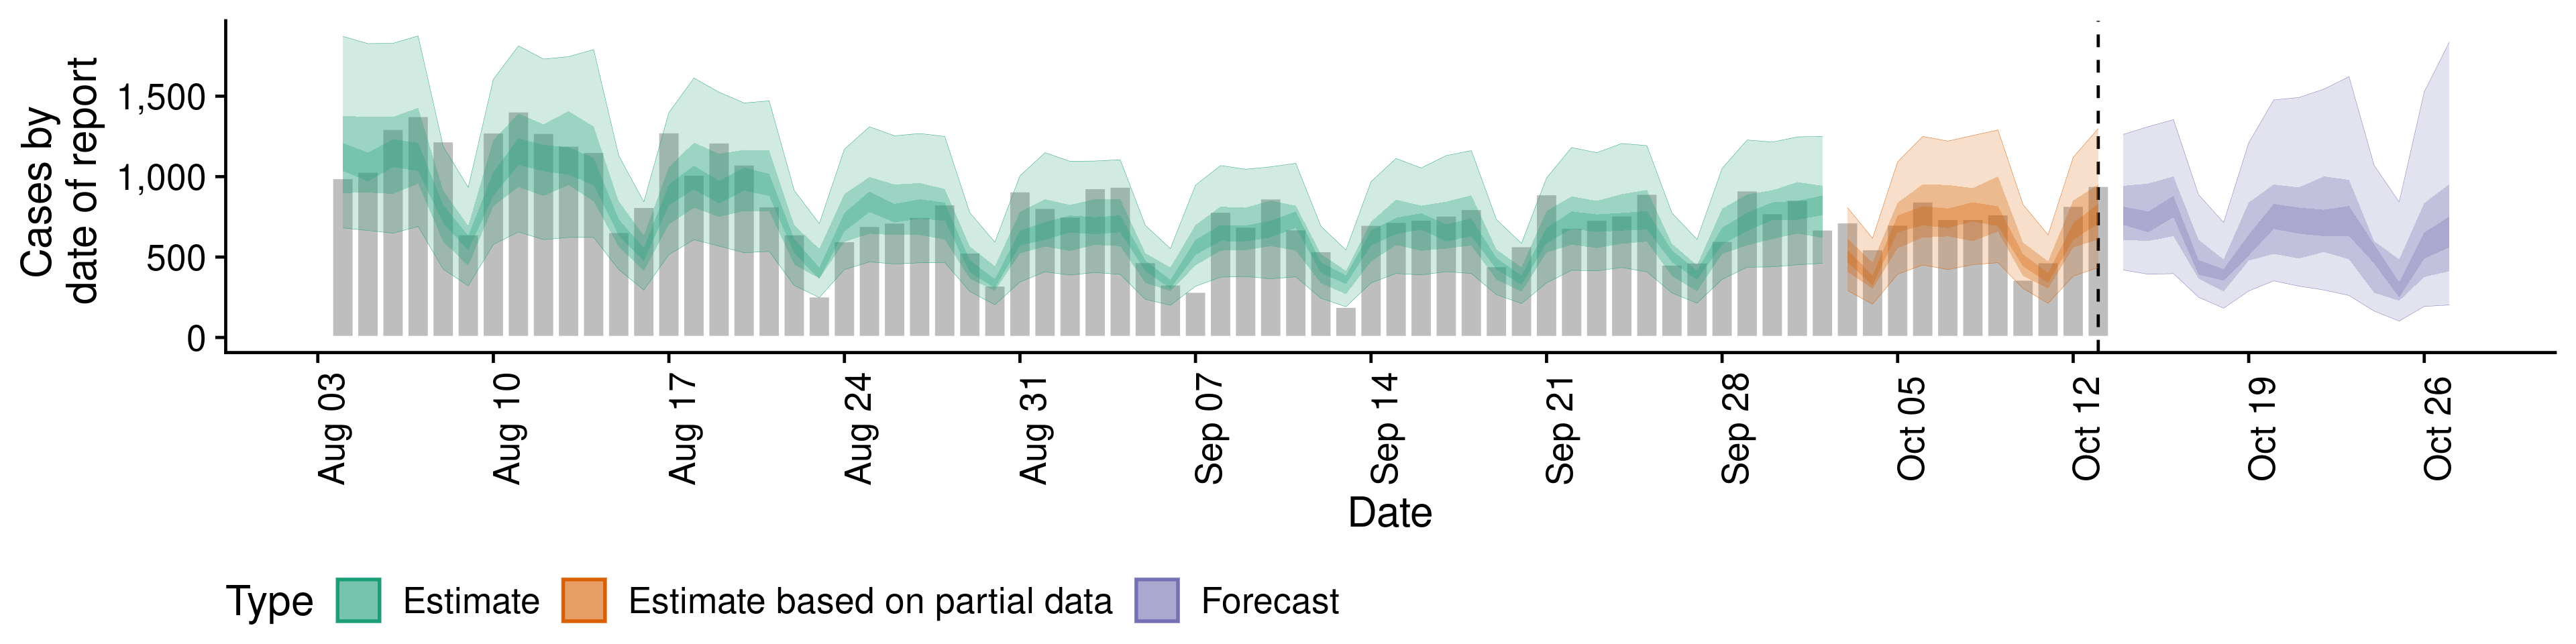 Cases by
date of report
1,500
1,000
500
0
Aug 03
Aug 10
Aug 17
Aug 24
Aug 31
Sep 07
Sep 14
Sep 21
Sep 28
Oct 05
Oct 12
Oct 19
Oct 26
Date
Type Estimate Estimate based on partial data Forecast